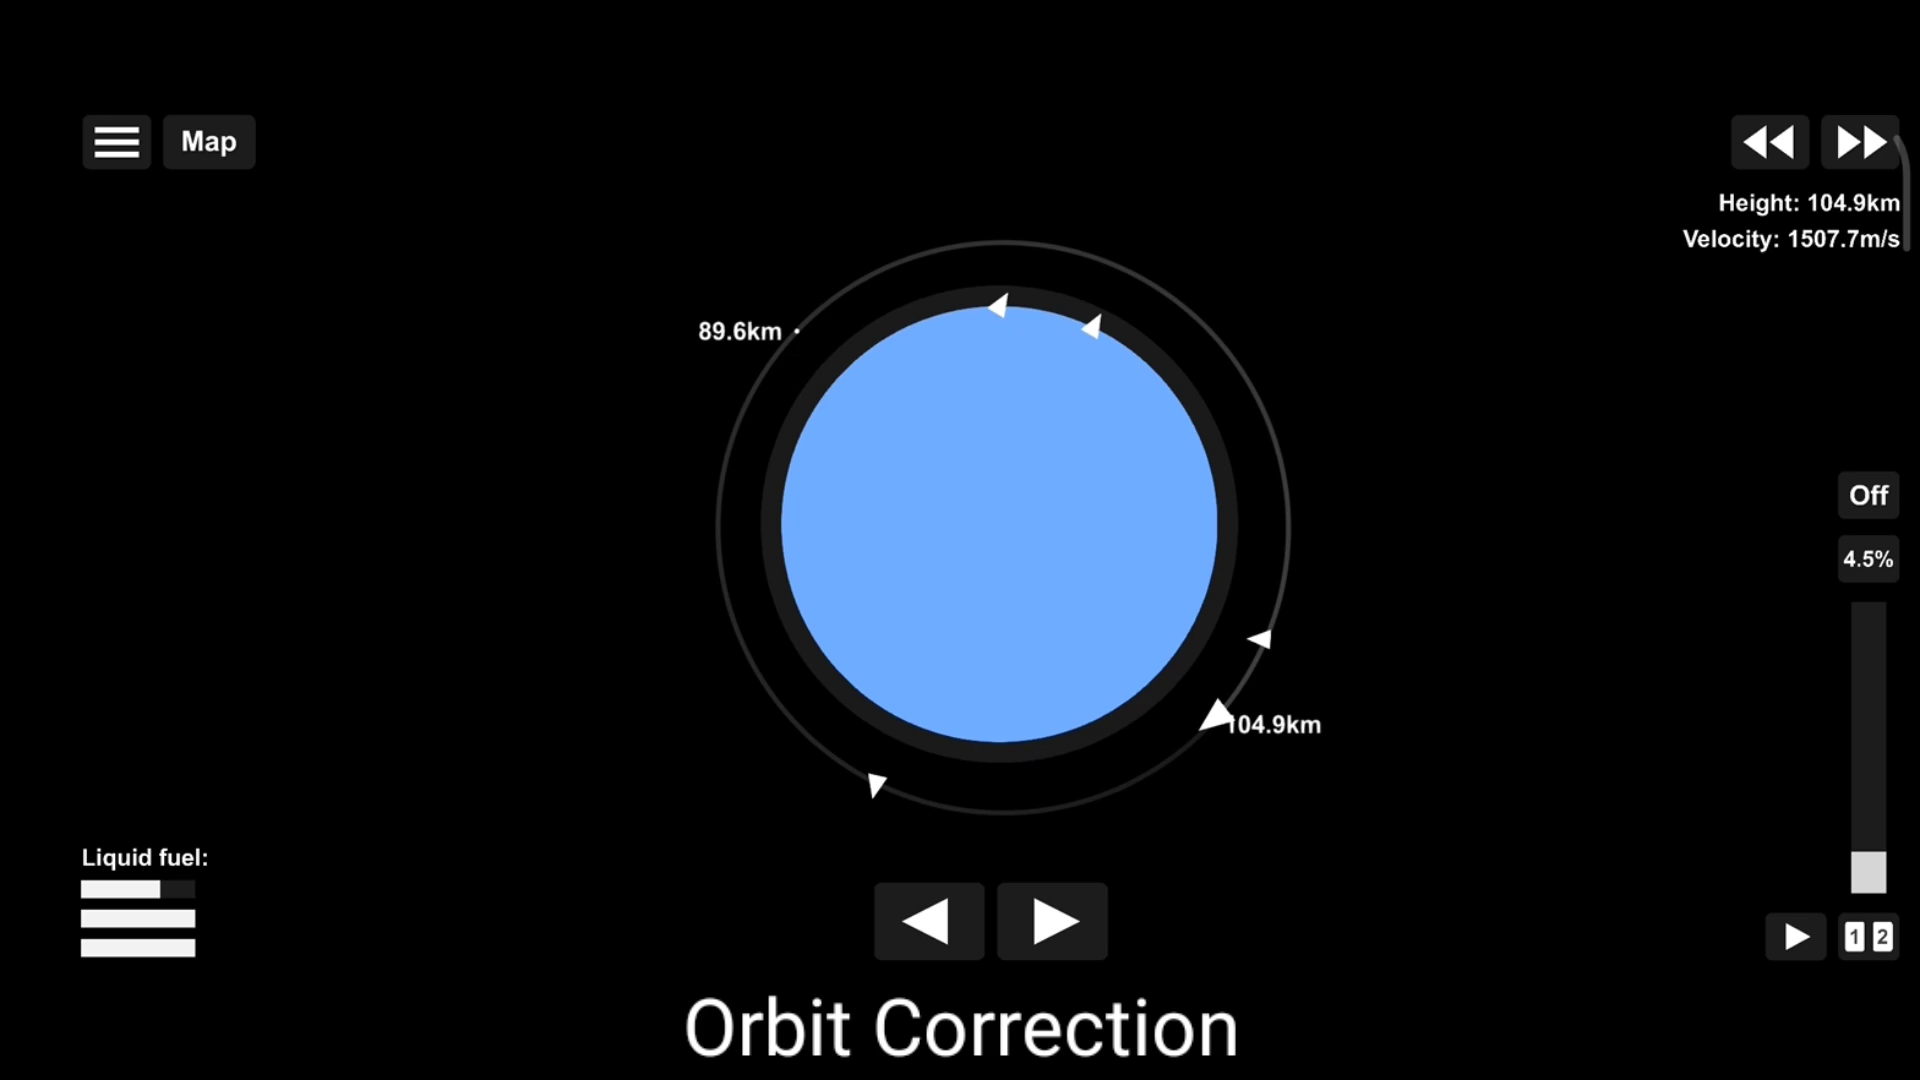 Map
Height: 104.9km
Velocity: 1507.7m/s
89.6km
Off
4.5%
104.9km
Liquid fuel:
1 2
Orbit Correction